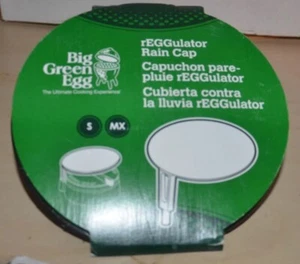 Big
Green
Egg
The Ultimate Cooking Experience
rEGGulator
Rain Cap
Capuchon pare-
pluie rEGGulator
Cubierta contra
la lluvia rEGGulator
S
MX